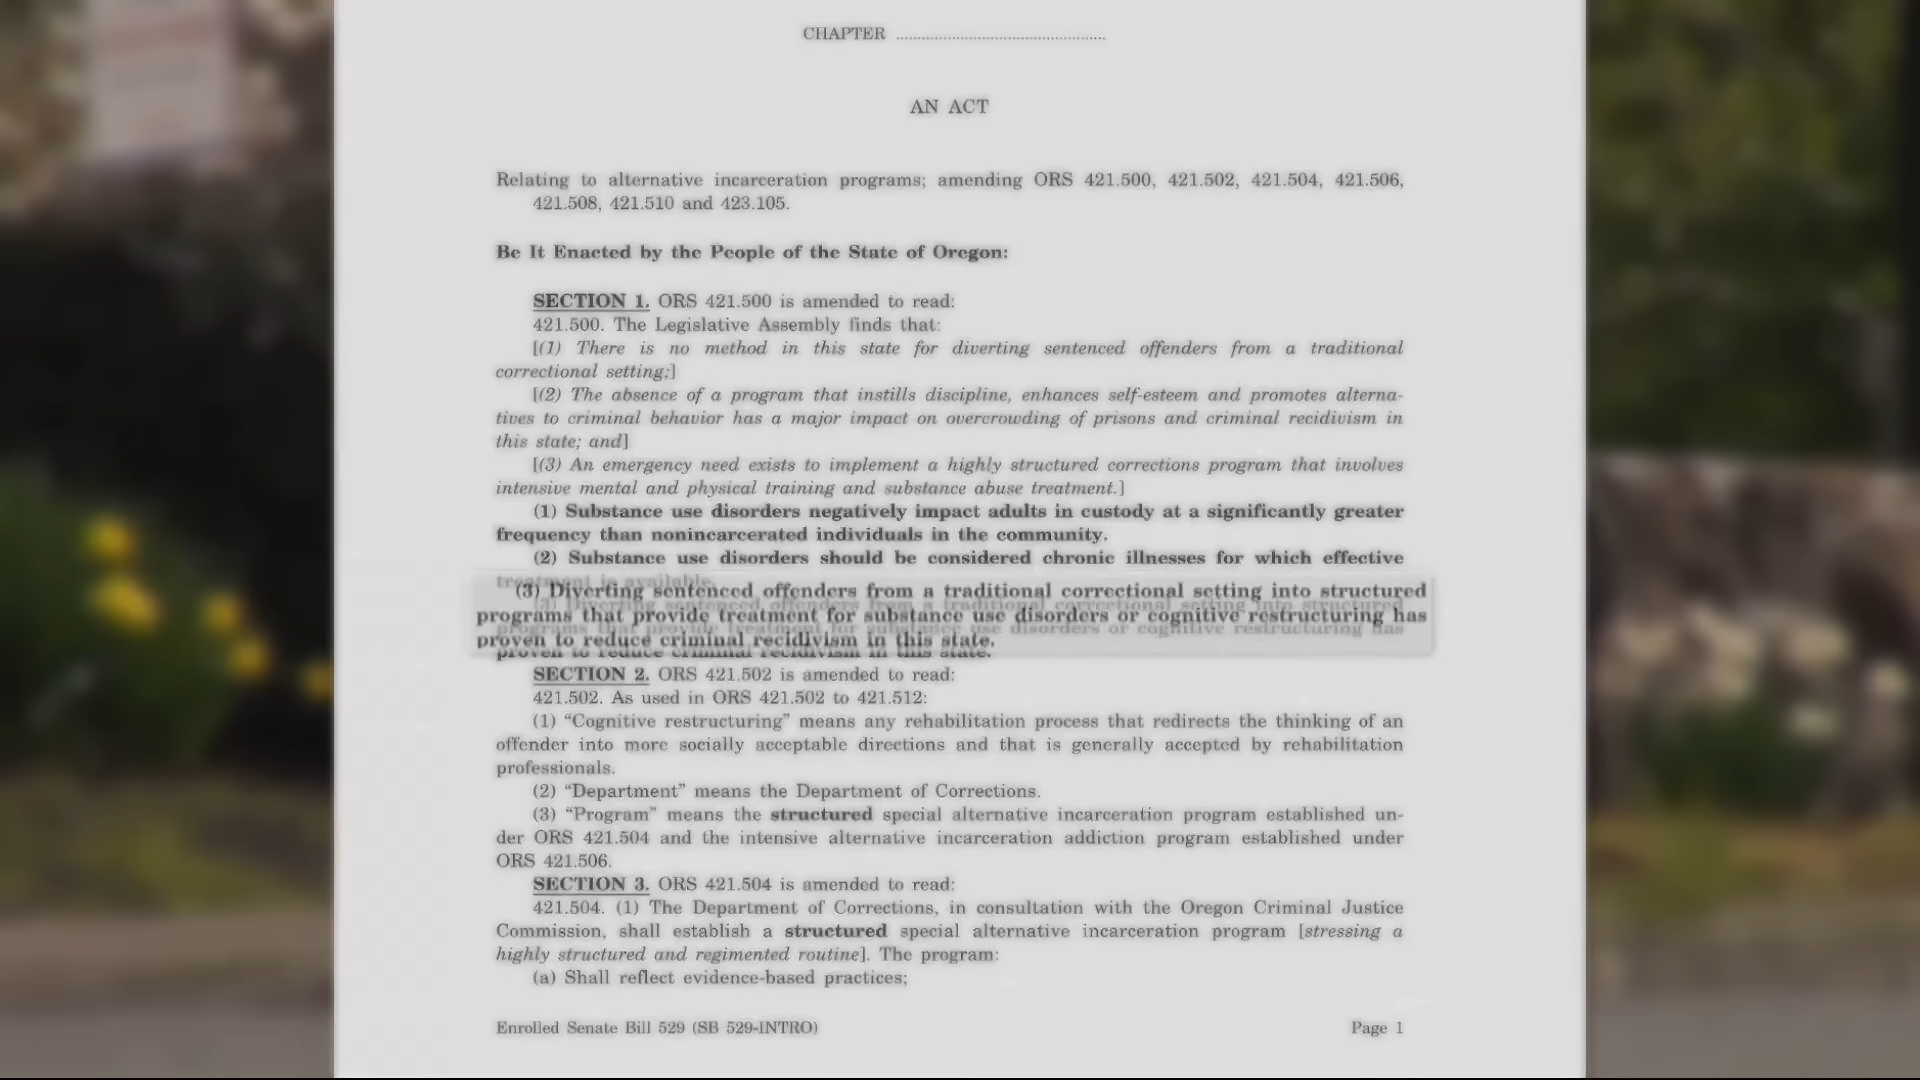 CHAPTER ................................................
AN ACT
Relating to alternative incarceration programs; amending ORS 421.500, 421.502, 421.504, 421.506,
421.508, 421.510 and 423.105.
Be It Enacted by the People of the State of Oregon:
SECTION 1. ORS 421.500 is amended to read:
421.500. The Legislative Assembly finds that:
[(1) There is no method in this state for diverting sentenced offenders from a traditional
correctional setting;]
[(2) The absence of a program that instills discipline, enhances self-esteem and promotes alterna-
tives to criminal behavior has a major impact on overcrowding of prisons and criminal recidivism in
this state; and]
[(3) An emergency need exists to implement a highly structured corrections program that involves
intensive mental and physical training and substance abuse treatment.]
(1) Substance use disorders negatively impact adults in custody at a significantly greater
frequency than nonincarcerated individuals in the community.
(2) Substance use disorders should be considered chronic illnesses for which effective
treatment is available.
(3) Diverting sentenced offenders from a traditional correctional setting into structured
programs that provide treatment for substance use disorders or cognitive restructuring has
proven to reduce criminal recidivism in this state.
SECTION 2. ORS 421.502 is amended to read:
421.502. As used in ORS 421.502 to 421.512:
(1) “Cognitive restructuring” means any rehabilitation process that redirects the thinking of an
offender into more socially acceptable directions and that is generally accepted by rehabilitation
professionals.
(2) “Department” means the Department of Corrections.
(3) “Program” means the structured special alternative incarceration program established un-
der ORS 421.504 and the intensive alternative incarceration addiction program established under
ORS 421.506.
SECTION 3. ORS 421.504 is amended to read:
421.504. (1) The Department of Corrections, in consultation with the Oregon Criminal Justice
Commission, shall establish a structured special alternative incarceration program [stressing a
highly structured and regimented routine]. The program:
(a) Shall reflect evidence-based practices;
Enrolled Senate Bill 529 (SB 529-INTRO)
Page 1